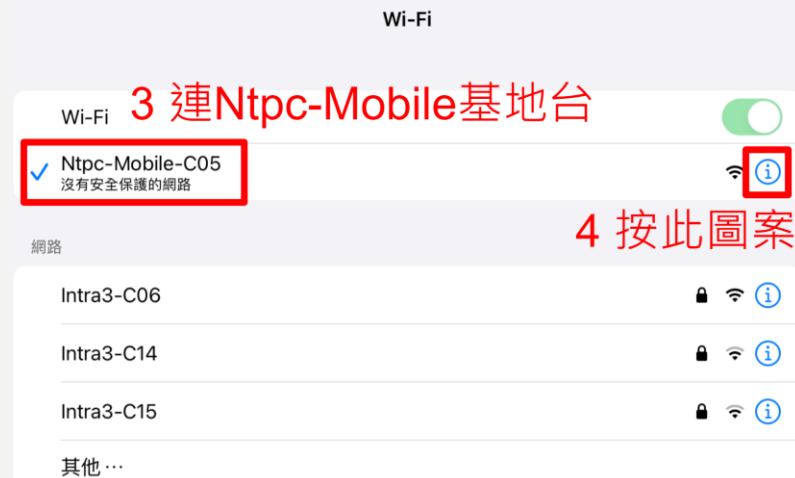 Wi-Fi
3 連Ntpc-Mobile基地台
Wi-Fi
Ntpc-Mobile-C05
沒有安全保護的網路
4 按此圖案
網路
Intra3-C06
Intra3-C14
Intra3-C15
其他…